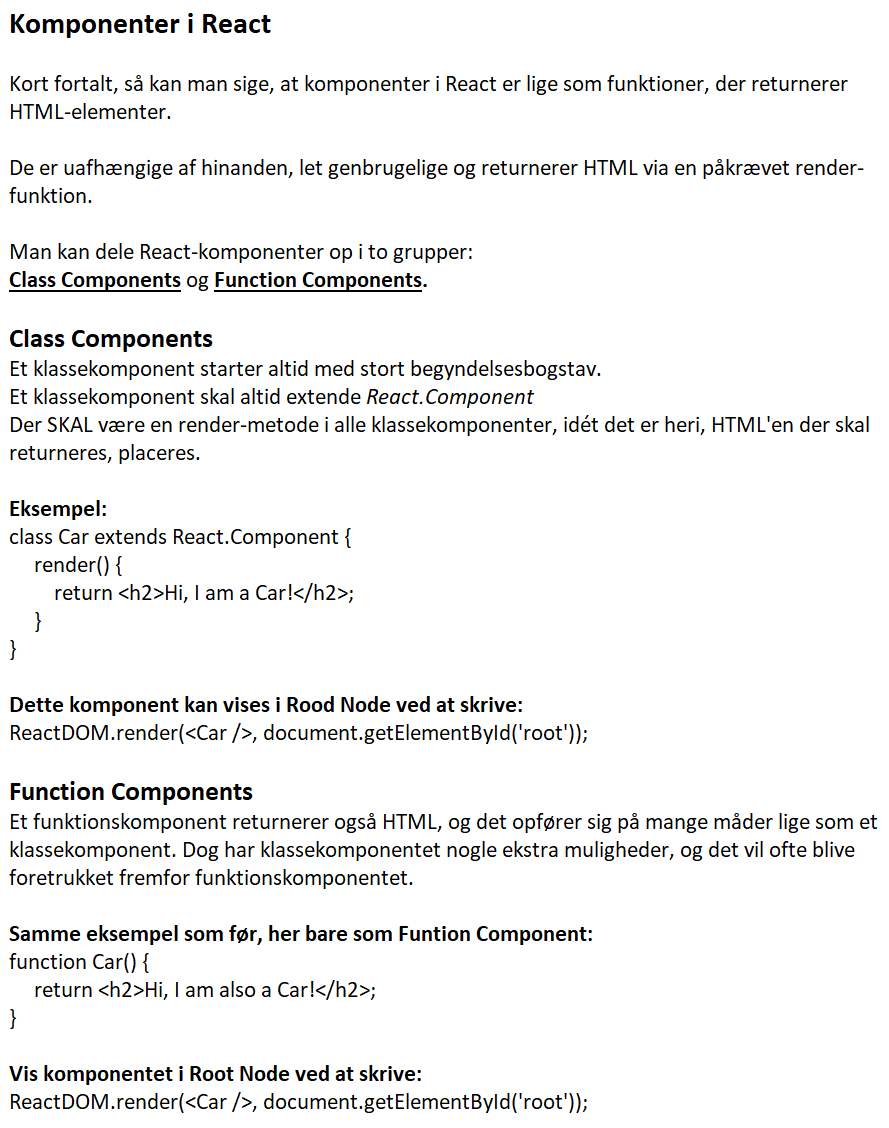 Komponenter i React
Kort fortalt, så kan man sige, at komponenter i React er lige som funktioner, der returnerer
HTML-elementer.
De er uafhængige af hinanden, let genbrugelige og returnerer HTML via en påkrævet render-
funktion.
Man kan dele React-komponenter op i to grupper:
Class Components og Function Components.
Class Components
Et klassekomponent starter altid med stort begyndelsesbogstav.
Et klassekomponent skal altid extende React.Component
Der SKAL være en render-metode i alle klassekomponenter, idét det er heri, HTML'en der skal
returneres, placeres.
Eksempel:
class Car extends React.Component {
render() {
return <h2>Hi, I am a Car!</h2>;
}
}
Dette komponent kan vises i Rood Node ved at skrive:
ReactDOM.render(<Car />, document.getElementById('root'));
Function Components
Et funktionskomponent returnerer også HTML, og det opfører sig på mange måder lige som et
klassekomponent. Dog har klassekomponentet nogle ekstra muligheder, og det vil ofte blive
foretrukket fremfor funktionskomponentet.
Samme eksempel som før, her bare som Funtion Component:
function Car() {
return <h2>Hi, I am also a Car!</h2>;
}
Vis komponentet i Root Node ved at skrive:
ReactDOM.render(<Car />, document.getElementById('root'));